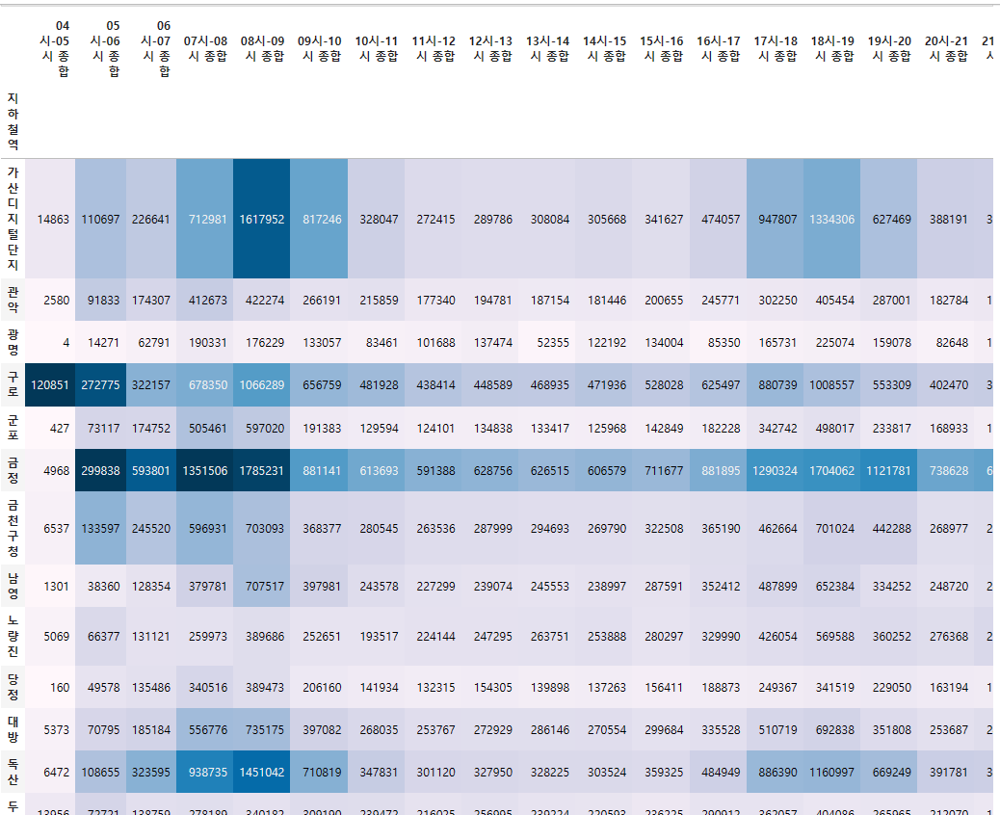 04시-05시 종합 05시-06시 종합 06시-07시 종합 07시-08시 종합 08시-09시 종합 09시-10시 종합 10시-11시 종합 11시-12시 종합 12시-13시 종합 13시-14시 종합 14시-15시 종합 15시-16시 종합 16시-17시 종합 17시-18시 종합 18시-19시 종합 19시-20시 종합 20시-21시 종합 21시
지하철역
가산디지털단지 14863 110697 226641 712981 1617952 817246 328047 272415 289786 308084 305668 341627 474057 947807 1334306 627469 388191 3
관악 2580 91833 174307 412673 422274 266191 215859 177340 194781 187154 181446 200655 245771 302250 405454 287001 182784 1
광명 4 14271 62791 190331 176229 133057 83461 101688 137474 52355 122192 134004 85350 165731 225074 159078 82648 1
구로 120851 272775 322157 678350 1066289 656759 481928 438414 448589 468935 471936 528028 625497 880739 1008557 553309 402470 3
군포 427 73117 174752 505461 597020 191383 129594 124101 134838 133417 125968 142849 182228 342742 498017 233817 168933 1
금정 4968 299838 593801 1351506 1785231 881141 613693 591388 628756 626515 606579 711677 881895 1290324 1704062 1121781 738628 6
금천구청 6537 133597 245520 596931 703093 368377 280545 263536 287999 294693 269790 322508 365190 462664 701024 442288 268977 2
남영 1301 38360 128354 379781 707517 397981 243578 227299 239074 245553 238997 287591 352412 487899 652384 334252 248720 2
노량진 5069 66377 131121 259973 389686 252651 193517 224144 247295 263751 253888 280297 329990 426054 569588 360252 276368 2
당정 160 49578 135486 340516 389473 206160 141934 132315 154305 139898 137263 156411 188873 249367 341519 229050 163194 1
대방 5373 70795 185184 556776 735175 397082 268035 253767 272929 286146 270554 299684 335528 510719 692838 351808 253687 2
독산 6472 108655 323595 938735 1451042 710819 347831 301120 327950 328225 303524 359325 484949 886390 1160997 669249 391781 3
두 13956 72721 138759 278189 340182 309190 239472 216025 256995 239224 220593 236225 290912 362057 404086 265965 212070